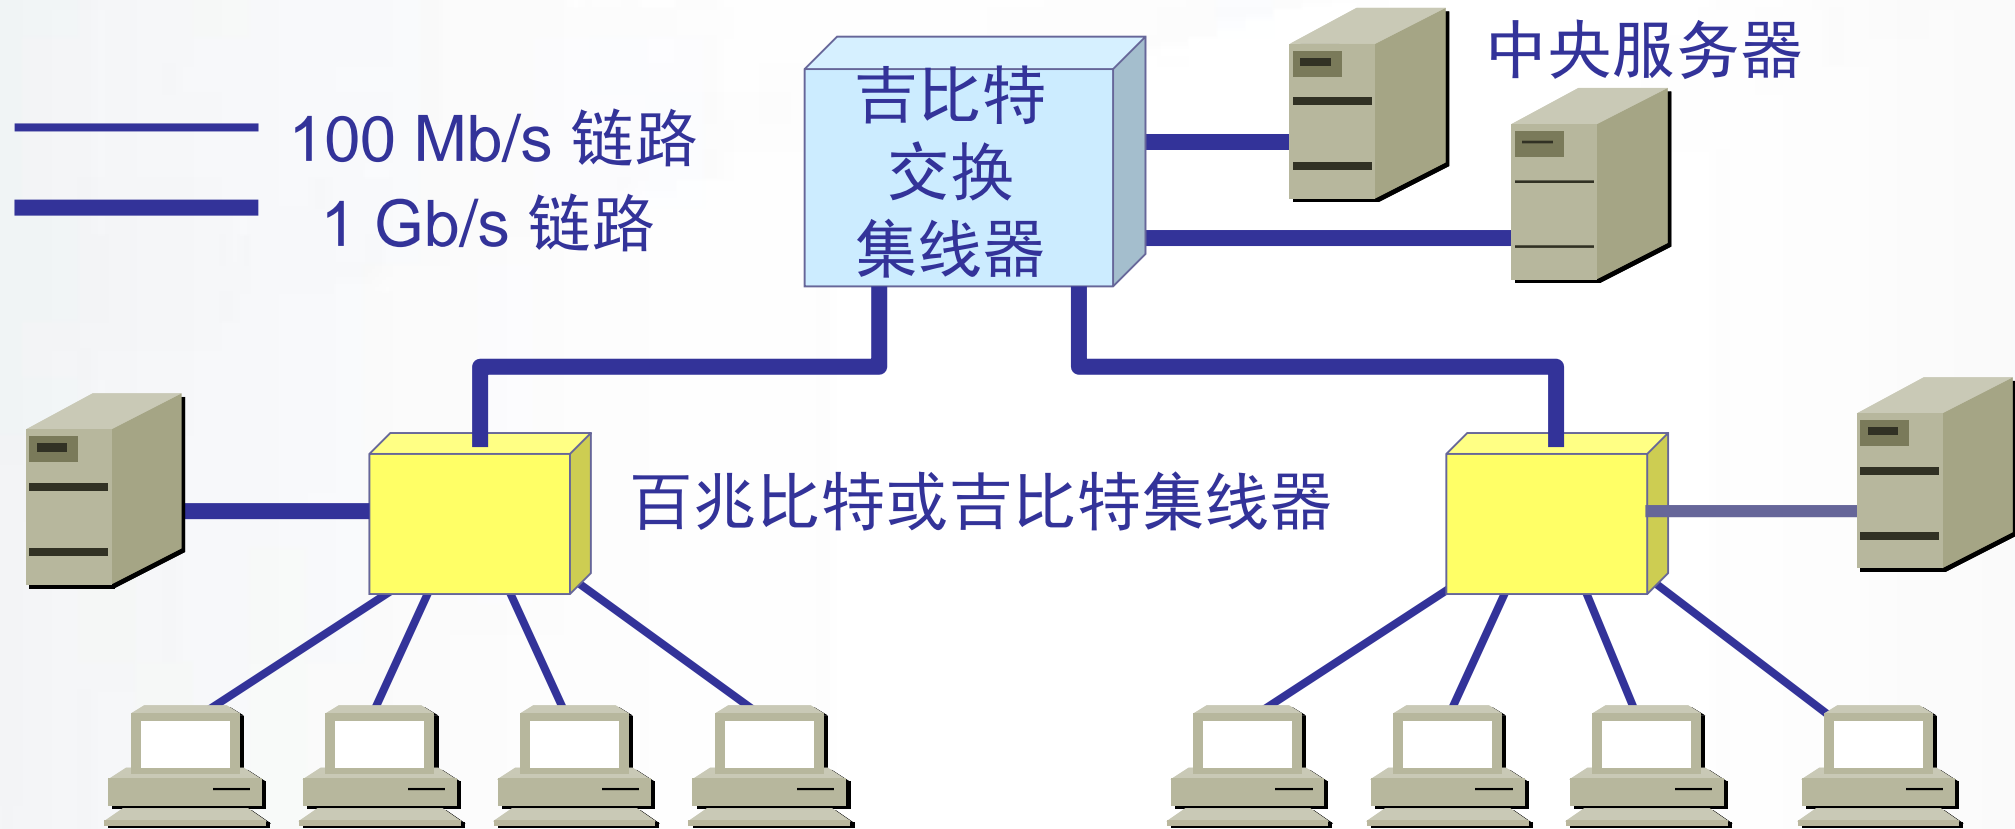 中央服务器
吉比特
交换
集线器
100 Mb/s 链路
1 Gb/s 链路
百兆比特或吉比特集线器